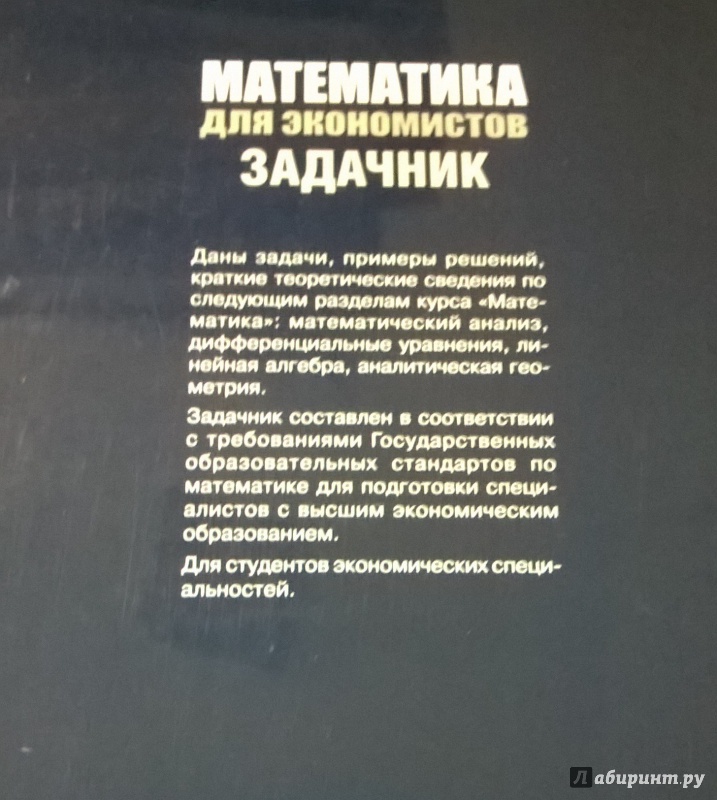 МАТЕМАТИКА
ДЛЯ ЭКОНОМИСТОВ
ЗАДАЧНИК
Даны задачи, примеры решений,
краткие теоретические сведения по
следующим разделам курса «Мате-
матика»: математический анализ,
дифференциальные уравнения, ли-
нейная алгебра, аналитическая гео-
метрия.
Задачник составлен в соответствии
с требованиями Государственных
образовательных стандартов по
математике для подготовки специ-
алистов с высшим экономическим
образованием.
Для студентов экономических специ-
альностей.
Лабиринт.ру